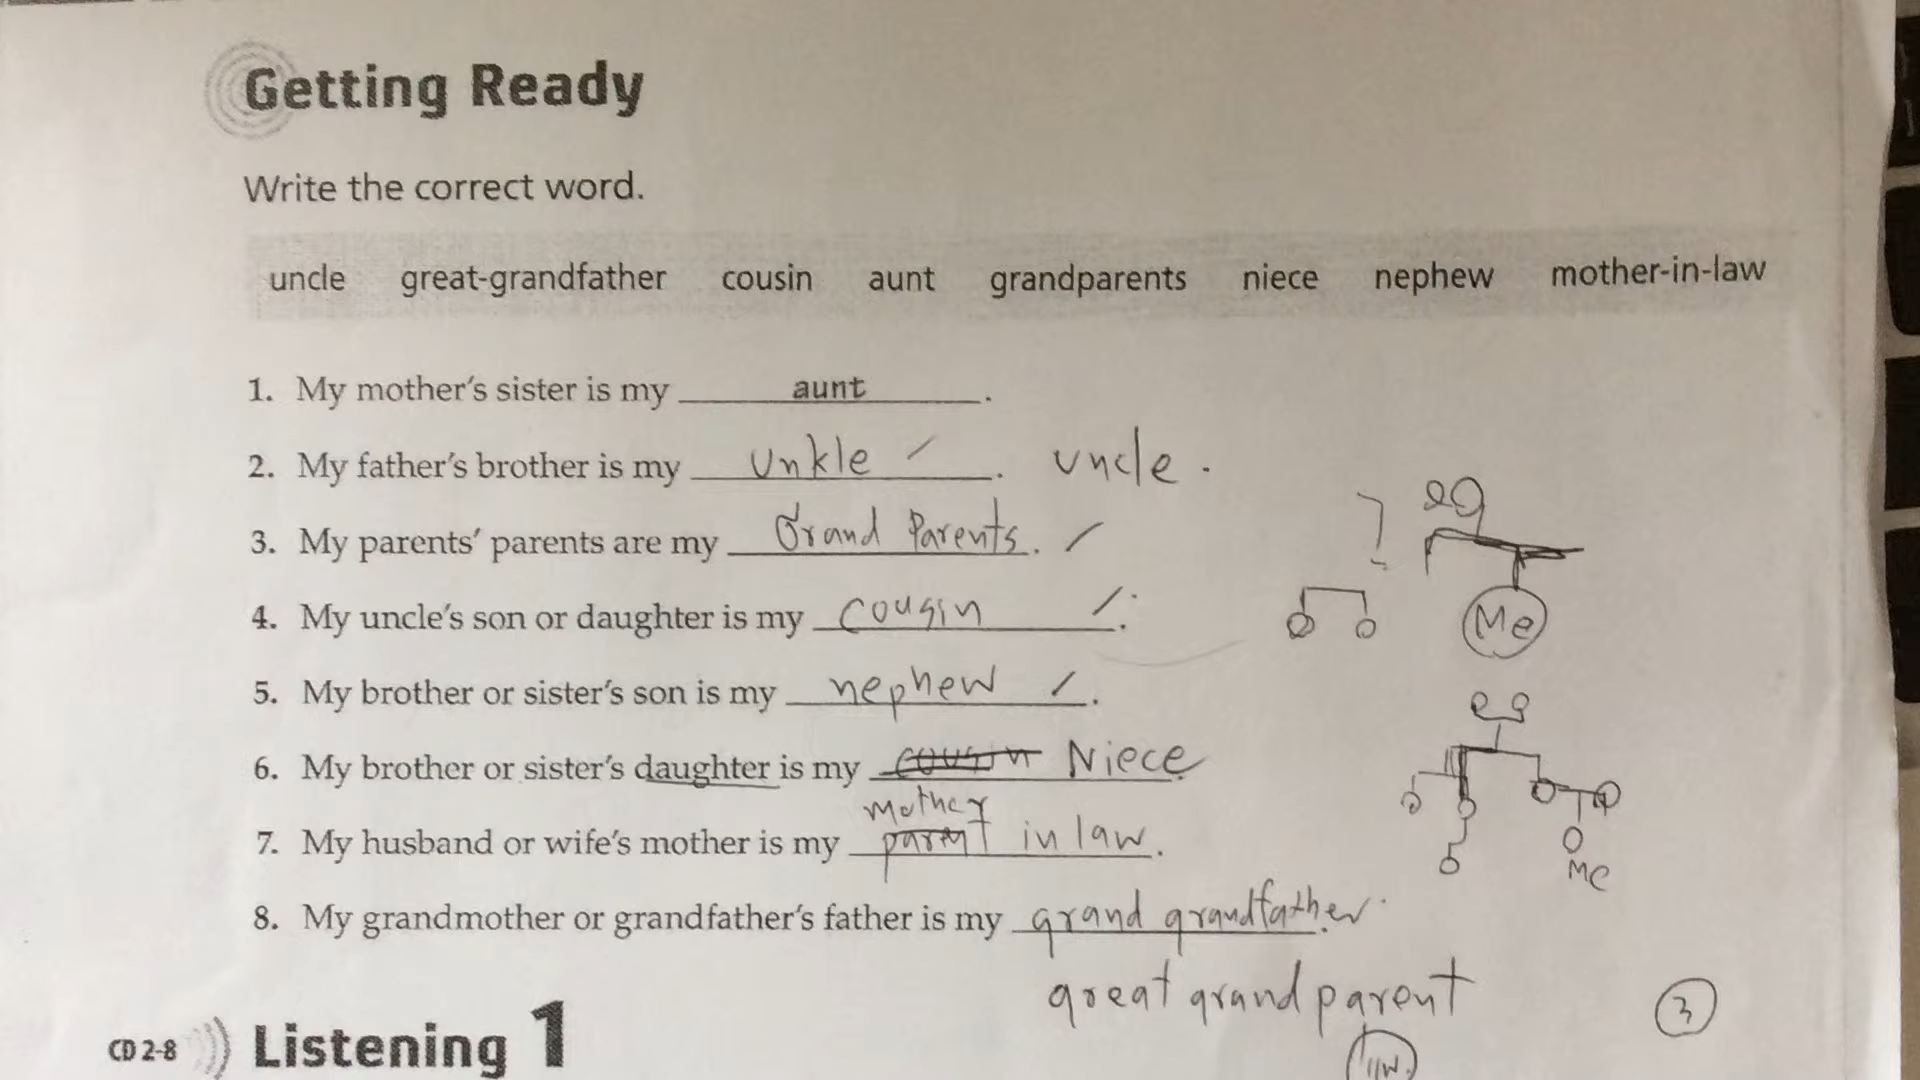 Getting Ready
Write the correct word.
uncle great-grandfather cousin aunt grandparents niece nephew mother-in-law
1. My mother's sister is my aunt.
2. My father's brother is my Unkle. Uncle.
3. My parents' parents are my Grand Parents.
4. My uncle's son or daughter is my cousin.
Me
5. My brother or sister's son is my nephew.
6. My brother or sister's daughter is my cousin Niece
mother
7. My husband or wife's mother is my parent in law.
Me
8. My grandmother or grandfather's father is my grand grandfather.
great grand parent
3
CD 2-8 Listening 1